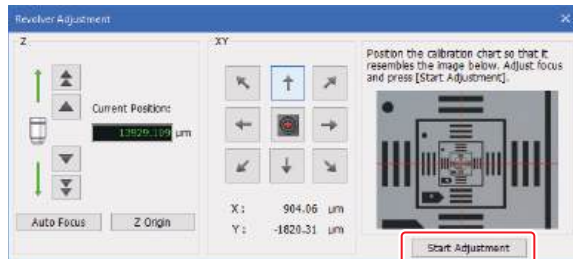 Revolver Adjustment
Z
XY
Position the calibration chart so that it
resembles the image below. Adjust focus
and press [Start Adjustment].
Current Position:
13929.109 µm
Auto Focus
Z Origin
X: 904.06 µm
Y: -1820.31 µm
Start Adjustment